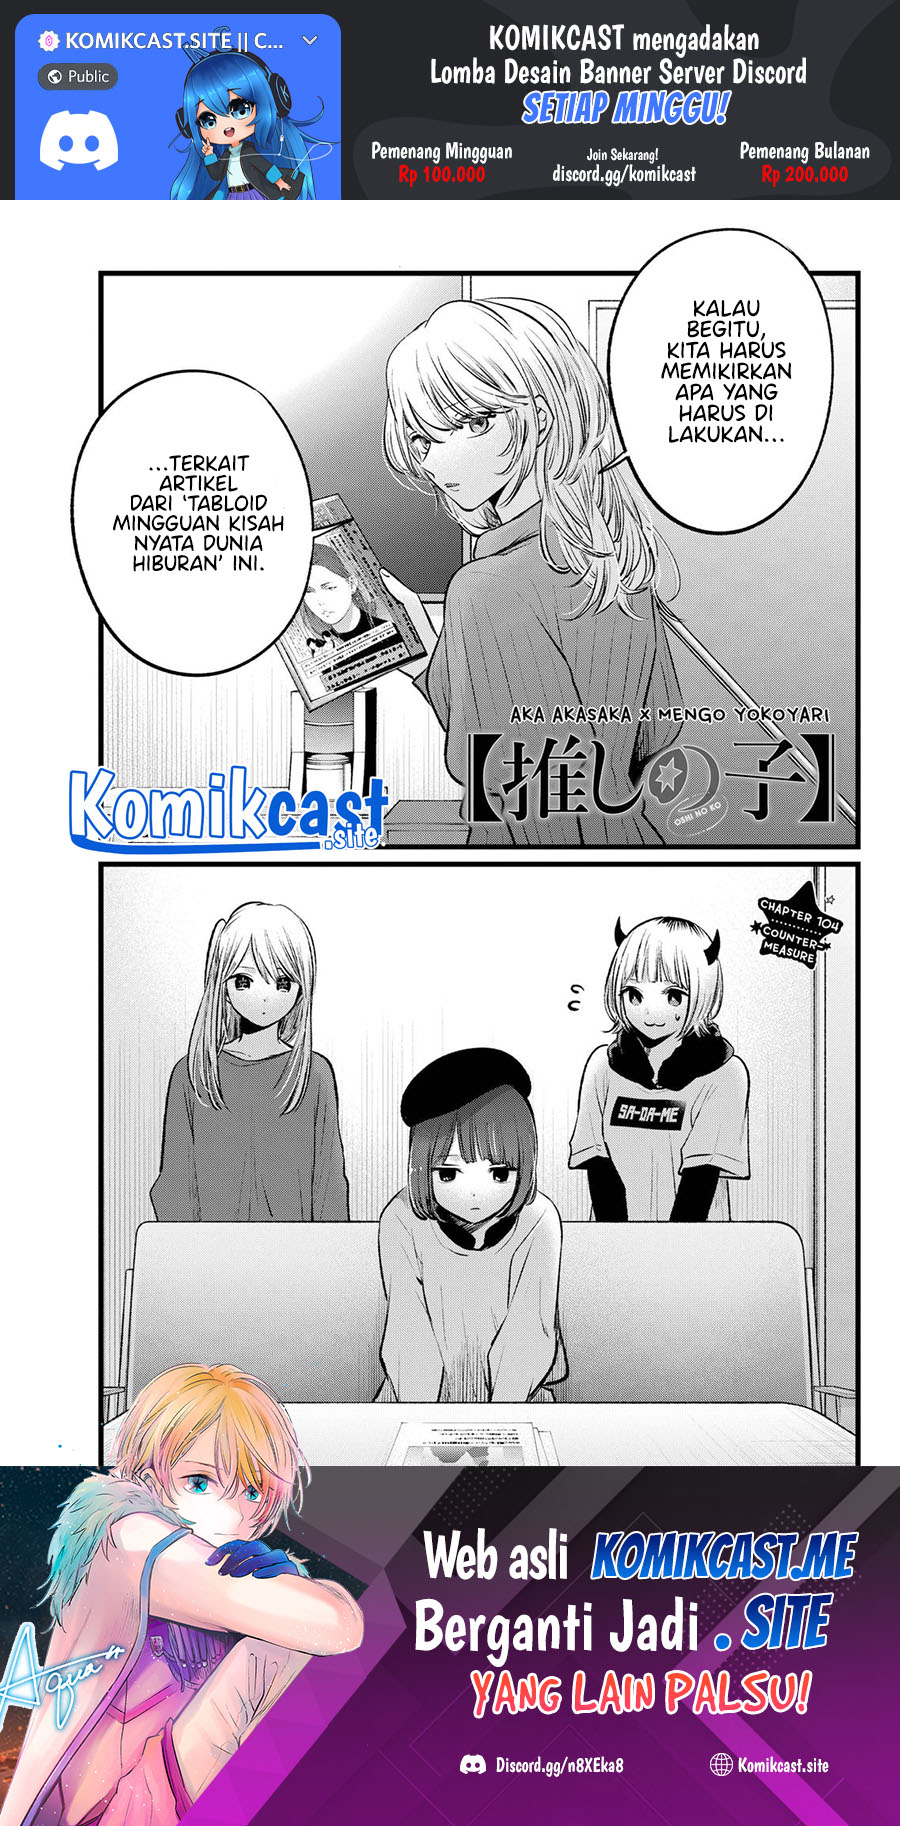 KOMIKCAST.SITE || C...
Public
KOMIKCAST mengadakan
Lomba Desain Banner Server Discord
SETIAP MINGGU!
Pemenang Mingguan
Rp 100.000
Join Sekarang!
discord.gg/komikcast
Pemenang Bulanan
Rp 200.000
KALAU
BEGITU,
KITA HARUS
MEMIKIRKAN
APA YANG
HARUS DI
LAKUKAN...
...TERKAIT
ARTIKEL
DARI ‘TABLOID
MINGGUAN KISAH
NYATA DUNIA
HIBURAN’ INI.
AKA AKASAKA × MENGO YOKOYARI
【推しの子】
OSHI NO KO
Komikcast
.site
CHAPTER 104
COUNTER-
MEASURE
SA-DA-ME
Aqua
Web asli KOMIKCAST.ME
Berganti Jadi .SITE
YANG LAIN PALSU!
Discord.gg/n8XEka8
Komikcast.site